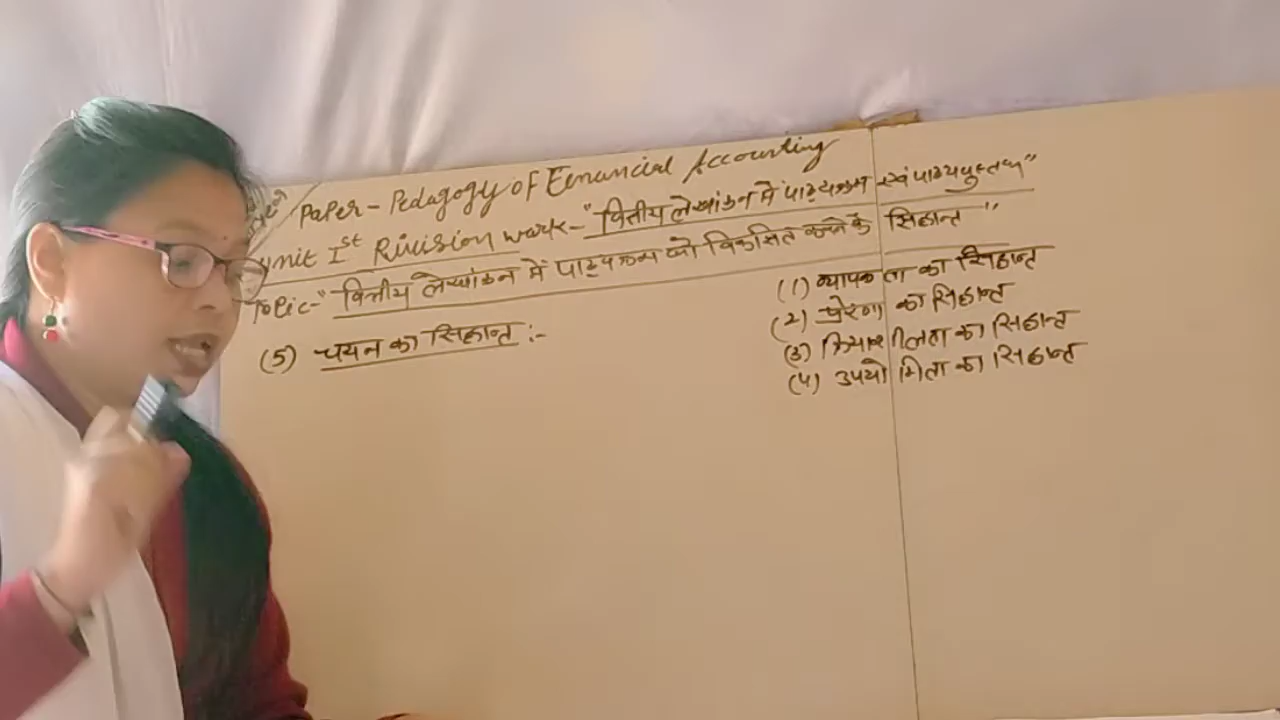 Paper - Pedagogy of Financial Accounting
unit Ist Rivision work - "वित्तीय लेखांकन में पाठ्यक्रम एवं पाठ्यपुस्तक"
Topic - "वित्तीय लेखांकन में पाठ्यक्रम को विकसित करने के सिद्धान्त"
(1) व्यापकता का सिद्धान्त
(2) प्रेरणा का सिद्धान्त
(3) क्रियाशीलता का सिद्धान्त
(4) उपयोगिता का सिद्धान्त
(5) चयन का सिद्धान्त :-